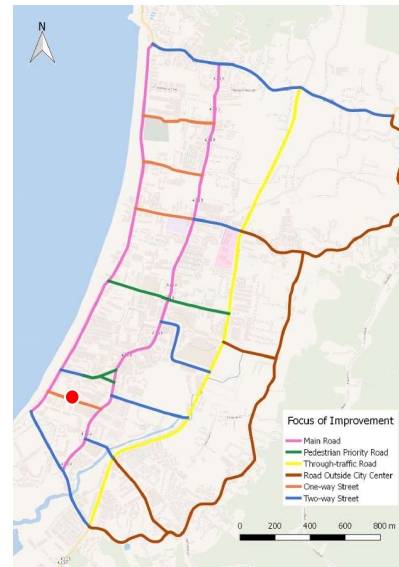 N
Focus of Improvement
Main Road
Pedestrian Priority Road
Through-traffic Road
Road Outside City Center
One-way Street
Two-way Street
0 200 400 600 800 m